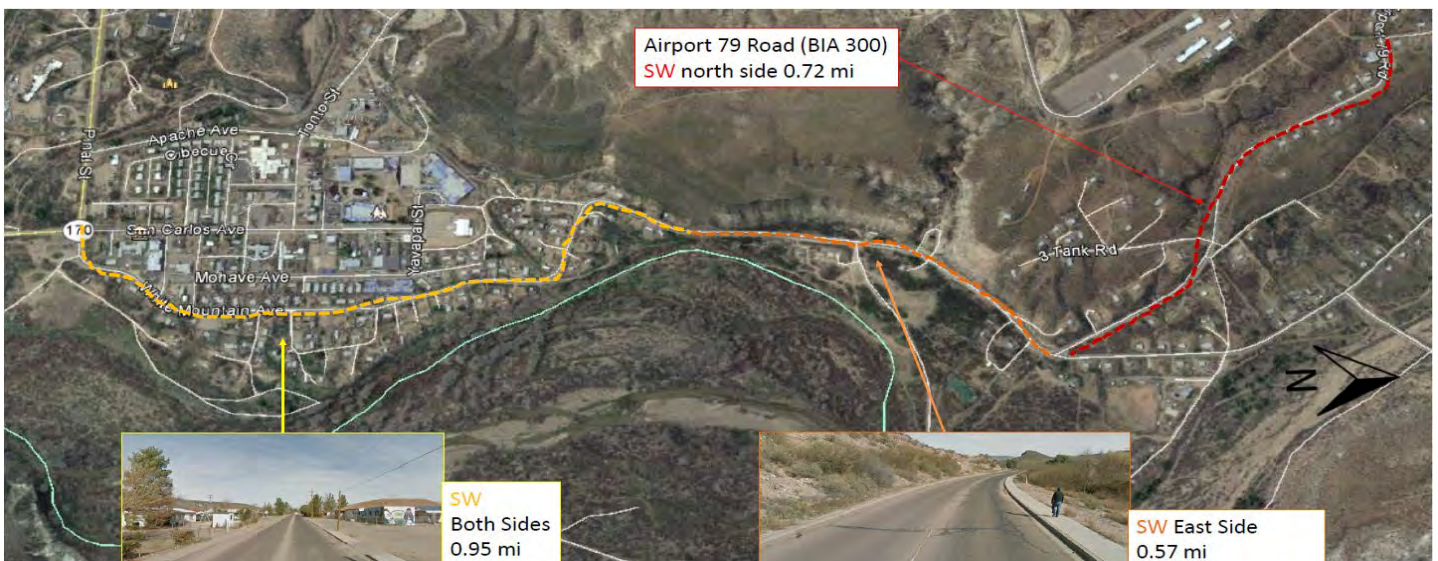 Airport 79 Road (BIA 300)
SW north side 0.72 mi
Pinal St
Apache Ave
Cibecue Cr
Tonto St
170
San Carlos Ave
Yavapai St
Mohave Ave
White Mountain Ave
3 Tank Rd
N
SW
Both Sides
0.95 mi
SW East Side
0.57 mi